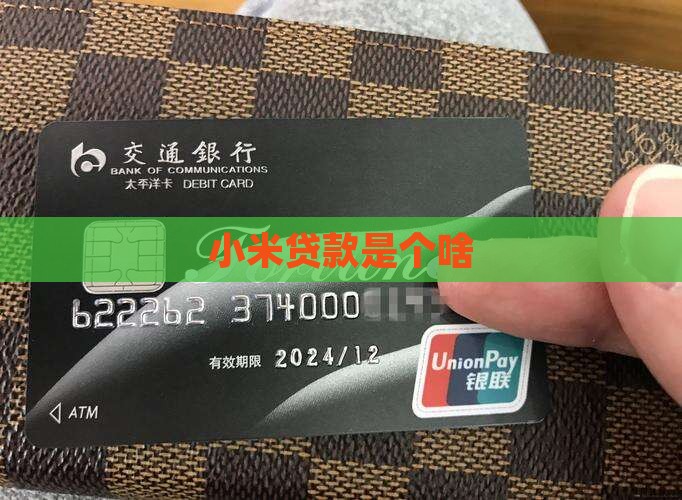 交通銀行
BANK OF COMMUNICATIONS
太平洋卡 DEBIT CARD
小米贷款是个啥
622262 374000
有效期限 2024/12
UnionPay
银联
ATM